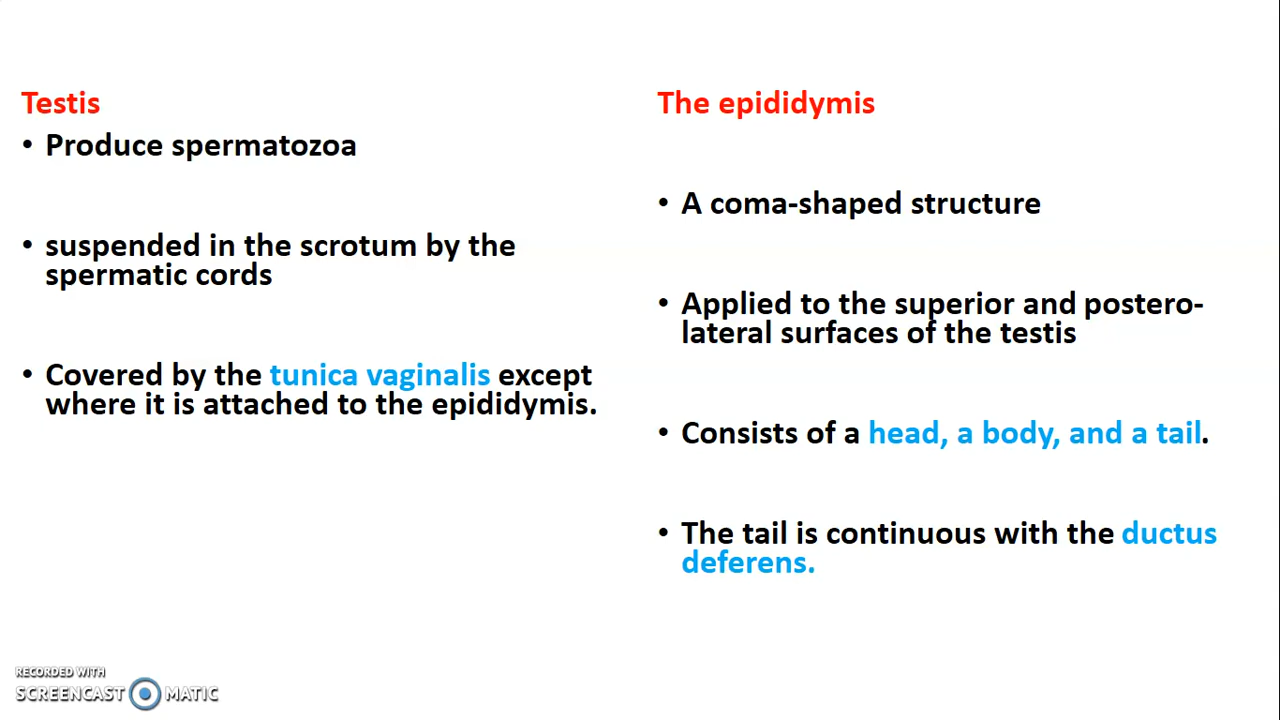 Testis
• Produce spermatozoa
• suspended in the scrotum by the
spermatic cords
• Covered by the tunica vaginalis except
where it is attached to the epididymis.
The epididymis
• A coma-shaped structure
• Applied to the superior and postero-
lateral surfaces of the testis
• Consists of a head, a body, and a tail.
• The tail is continuous with the ductus
deferens.
RECORDED WITH
SCREENCAST MATIC